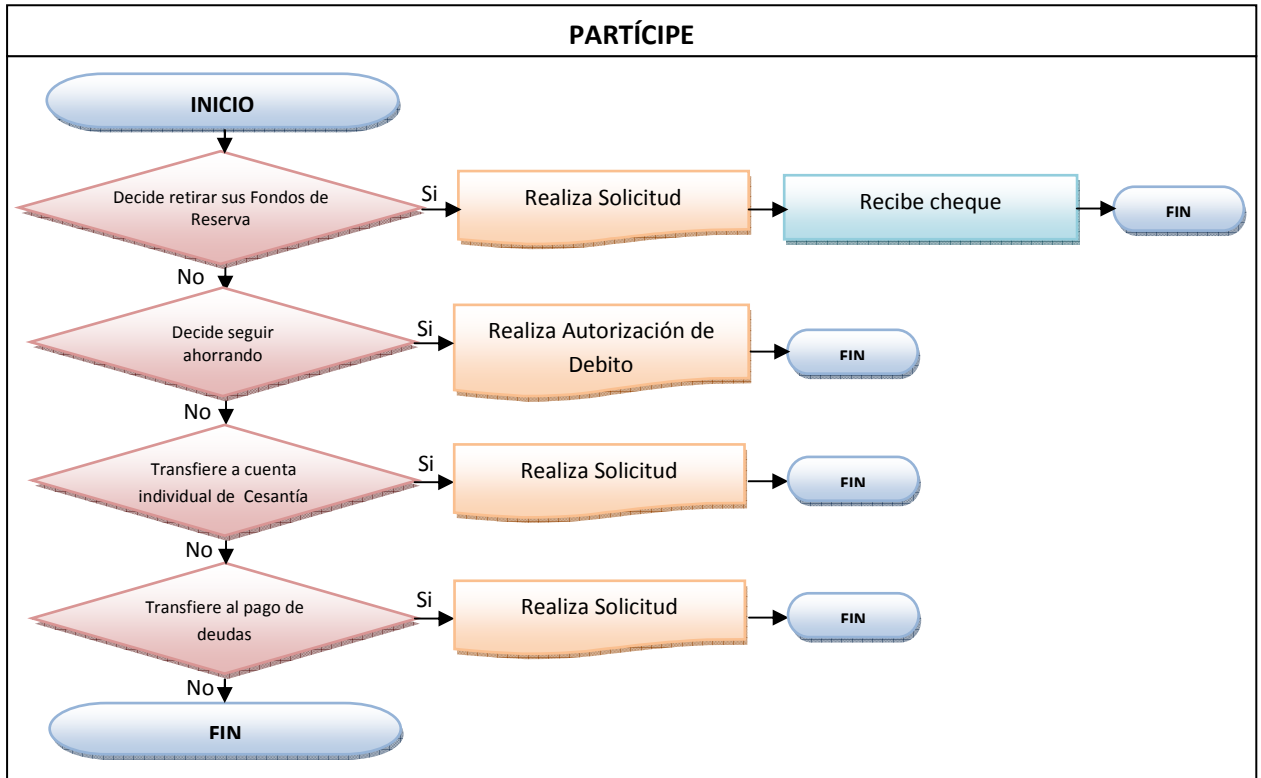 PARTÍCIPE
INICIO
Decide retirar sus Fondos de
Reserva
Si
Realiza Solicitud
Recibe cheque
FIN
No
Decide seguir
ahorrando
Si
Realiza Autorización de
Debito
FIN
No
Transfiere a cuenta
individual de Cesantía
Si
Realiza Solicitud
FIN
No
Transfiere al pago de
deudas
Si
Realiza Solicitud
FIN
No
FIN